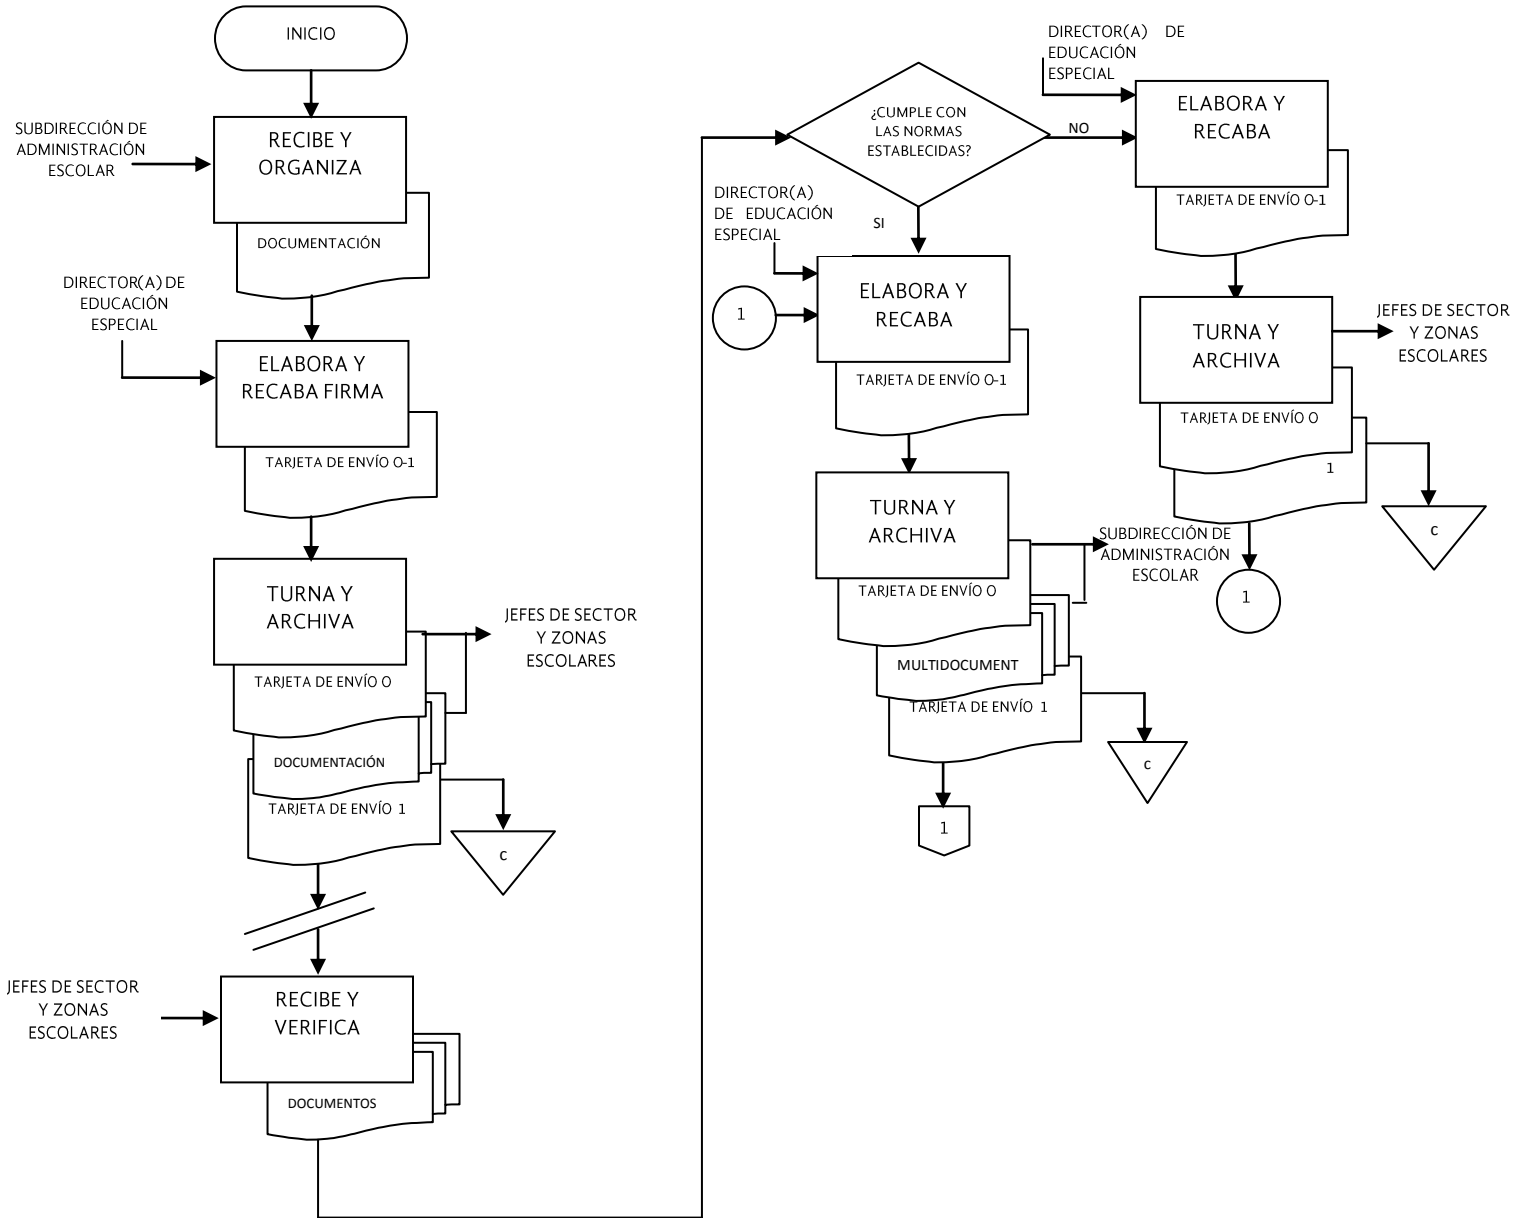 INICIO
SUBDIRECCIÓN DE
ADMINISTRACIÓN
ESCOLAR
RECIBE Y
ORGANIZA
DOCUMENTACIÓN
DIRECTOR(A) DE
EDUCACIÓN
ESPECIAL
ELABORA Y
RECABA FIRMA
TARJETA DE ENVÍO O-1
TURNA Y
ARCHIVA
JEFES DE SECTOR
Y ZONAS
ESCOLARES
TARJETA DE ENVÍO O
DOCUMENTACIÓN
TARJETA DE ENVÍO 1
c
JEFES DE SECTOR
Y ZONAS
ESCOLARES
RECIBE Y
VERIFICA
DOCUMENTOS
¿CUMPLE CON
LAS NORMAS
ESTABLECIDAS?
NO
SI
DIRECTOR(A)
DE EDUCACIÓN
ESPECIAL
1
ELABORA Y
RECABA
TARJETA DE ENVÍO O-1
TURNA Y
ARCHIVA
SUBDIRECCIÓN DE
ADMINISTRACIÓN
ESCOLAR
TARJETA DE ENVÍO O
MULTIDOCUMENT
TARJETA DE ENVÍO 1
c
1
DIRECTOR(A) DE
EDUCACIÓN
ESPECIAL
ELABORA Y
RECABA
TARJETA DE ENVÍO O-1
TURNA Y
ARCHIVA
JEFES DE SECTOR
Y ZONAS
ESCOLARES
TARJETA DE ENVÍO O
1
c
1